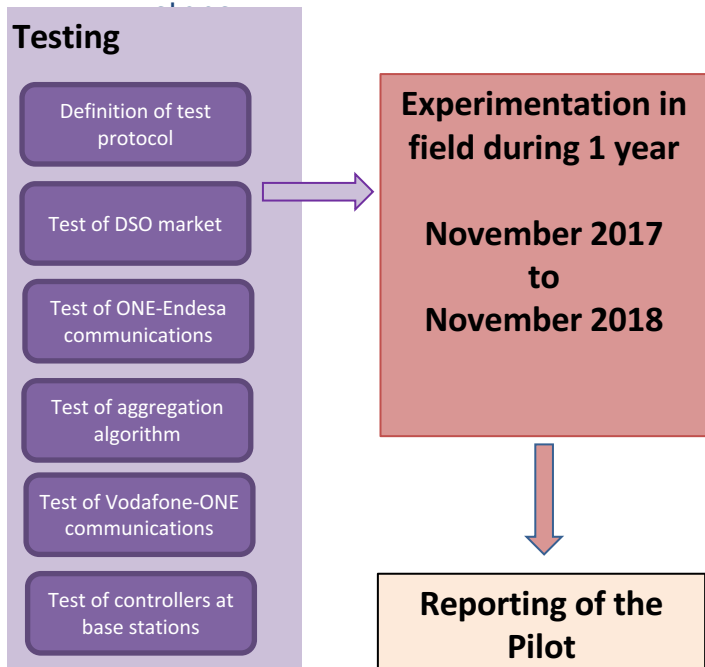 Testing
Definition of test
protocol
Test of DSO market
Test of ONE-Endesa
communications
Test of aggregation
algorithm
Test of Vodafone-ONE
communications
Test of controllers at
base stations
Experimentation in
field during 1 year
November 2017
to
November 2018
Reporting of the
Pilot